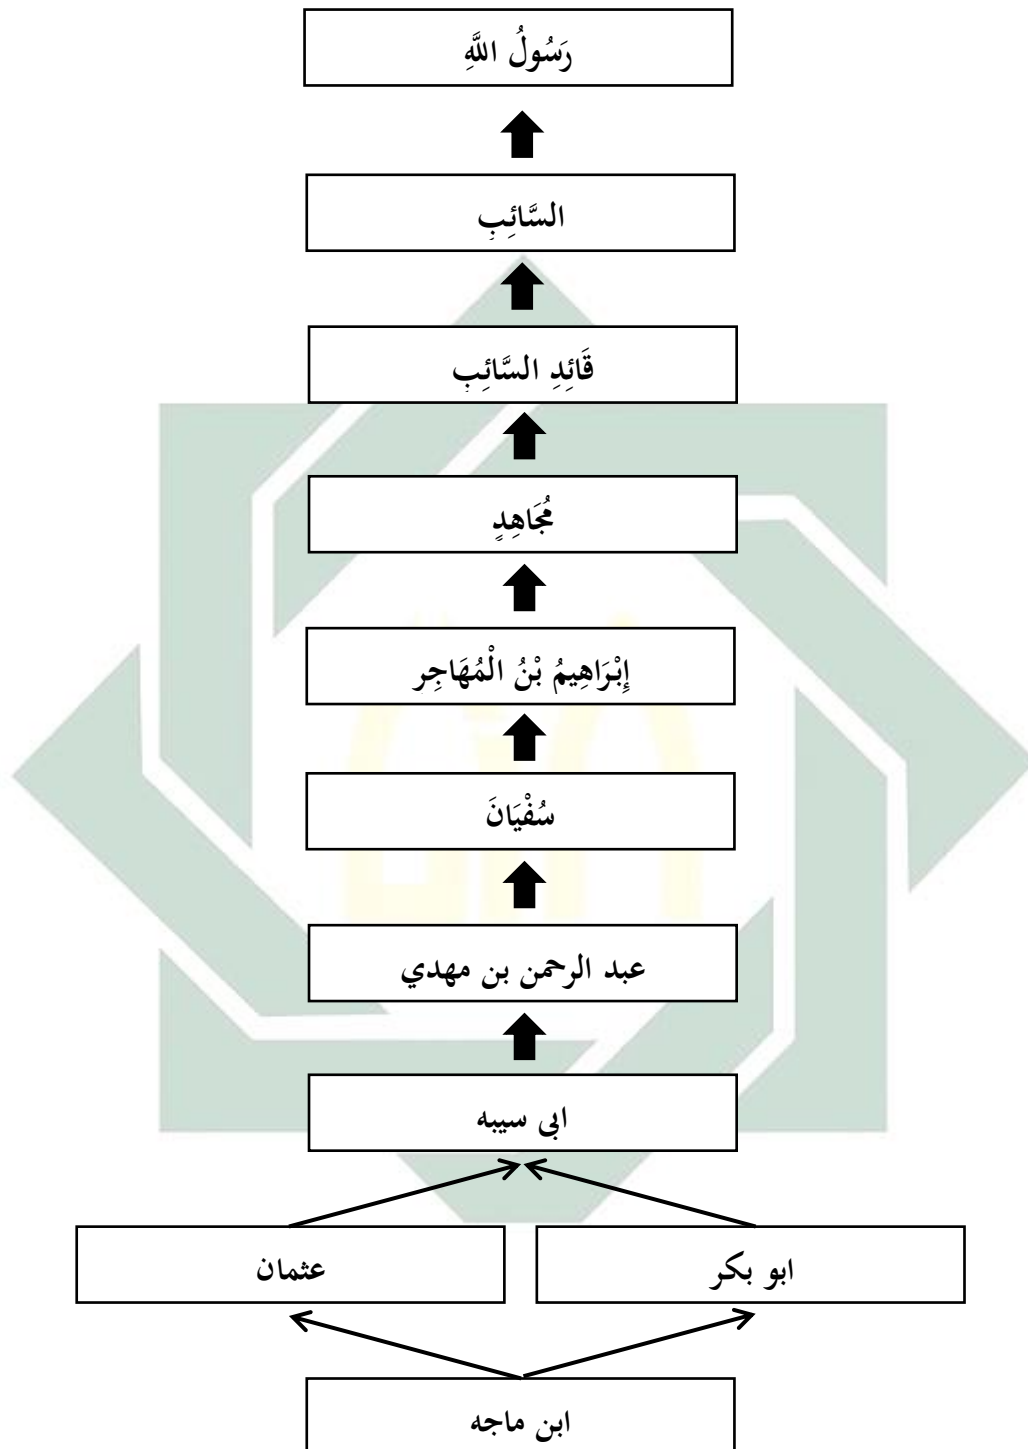 رَسُولُ اللَّهِ
السَّائِبِ
قَائِدِ السَّائِبِ
مُجَاهِدٍ
إِبْرَاهِيمُ بْنُ الْمُهَاجِر
سُفْيَانَ
عبد الرحمن بن مهدي
ابى سيبه
عثمان
ابو بكر
ابن ماجه